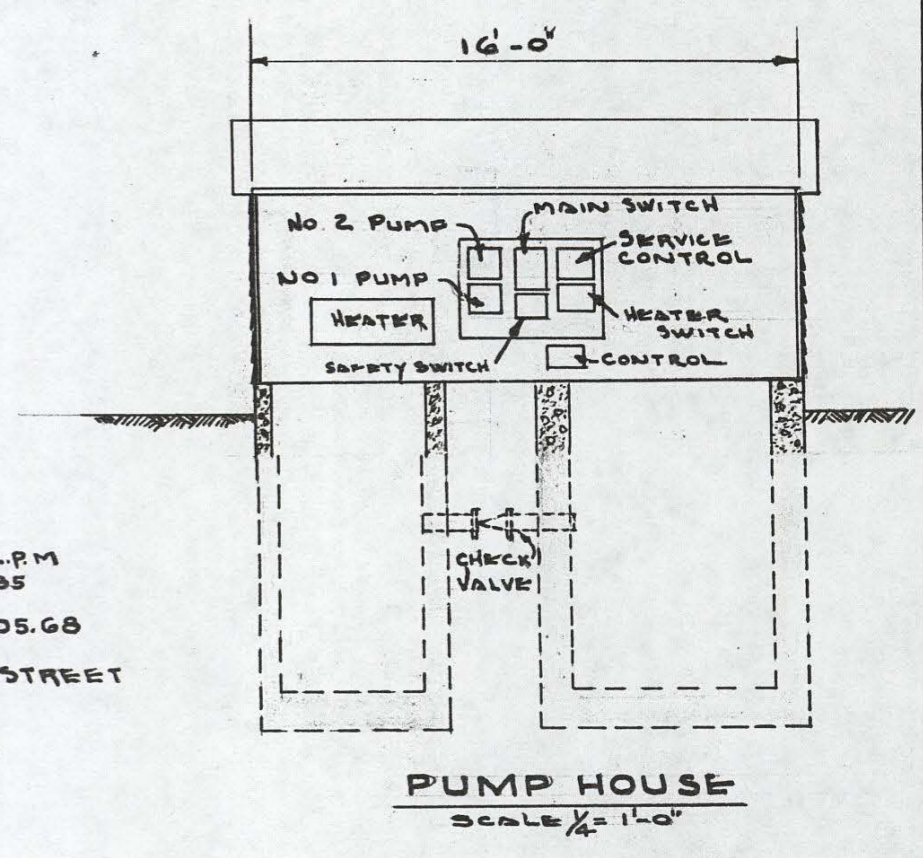 16'-0"
MAIN SWITCH
NO. 2 PUMP
SERVICE
CONTROL
NO 1 PUMP
HEATER
HEATER
SWITCH
SAFETY SWITCH
CONTROL
CHECK
VALVE
.P.M
35
05.68
STREET
PUMP HOUSE
SCALE 1/4" = 1'-0"